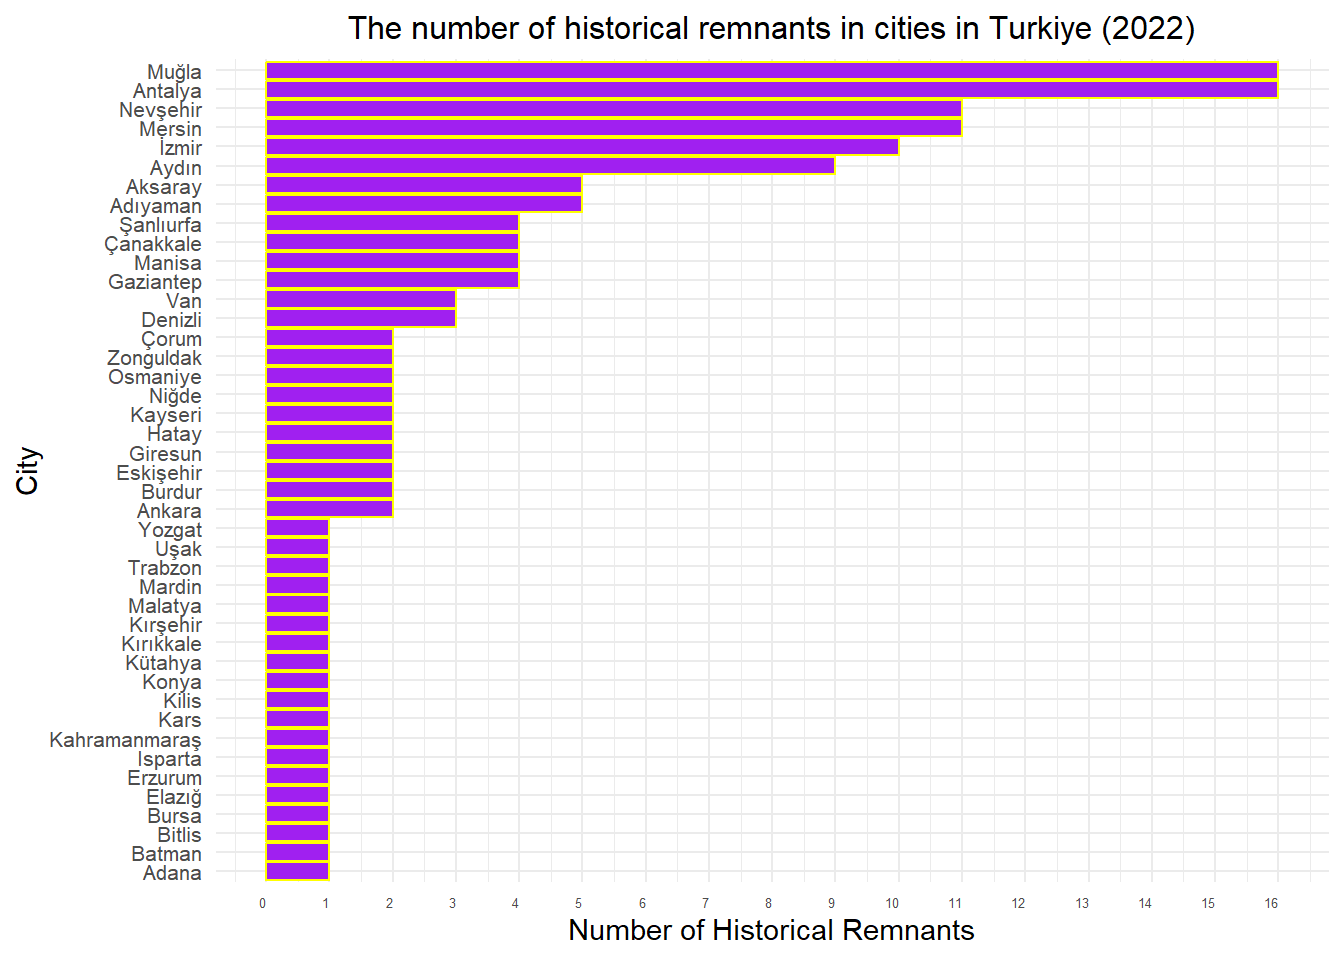 The number of historical remnants in cities in Turkiye (2022)
Muğla
Antalya
Nevşehir
Mersin
İzmir
Aydın
Aksaray
Adıyaman
Şanlıurfa
Çanakkale
Manisa
Gaziantep
Van
Denizli
Çorum
Zonguldak
Osmaniye
Niğde
Kayseri
Hatay
Giresun
Eskişehir
Burdur
Ankara
Yozgat
Uşak
Trabzon
Mardin
Malatya
Kırşehir
Kırıkkale
Kütahya
Konya
Kilis
Kars
Kahramanmaraş
Isparta
Erzurum
Elazığ
Bursa
Bitlis
Batman
Adana
City
0 1 2 3 4 5 6 7 8 9 10 11 12 13 14 15 16
Number of Historical Remnants